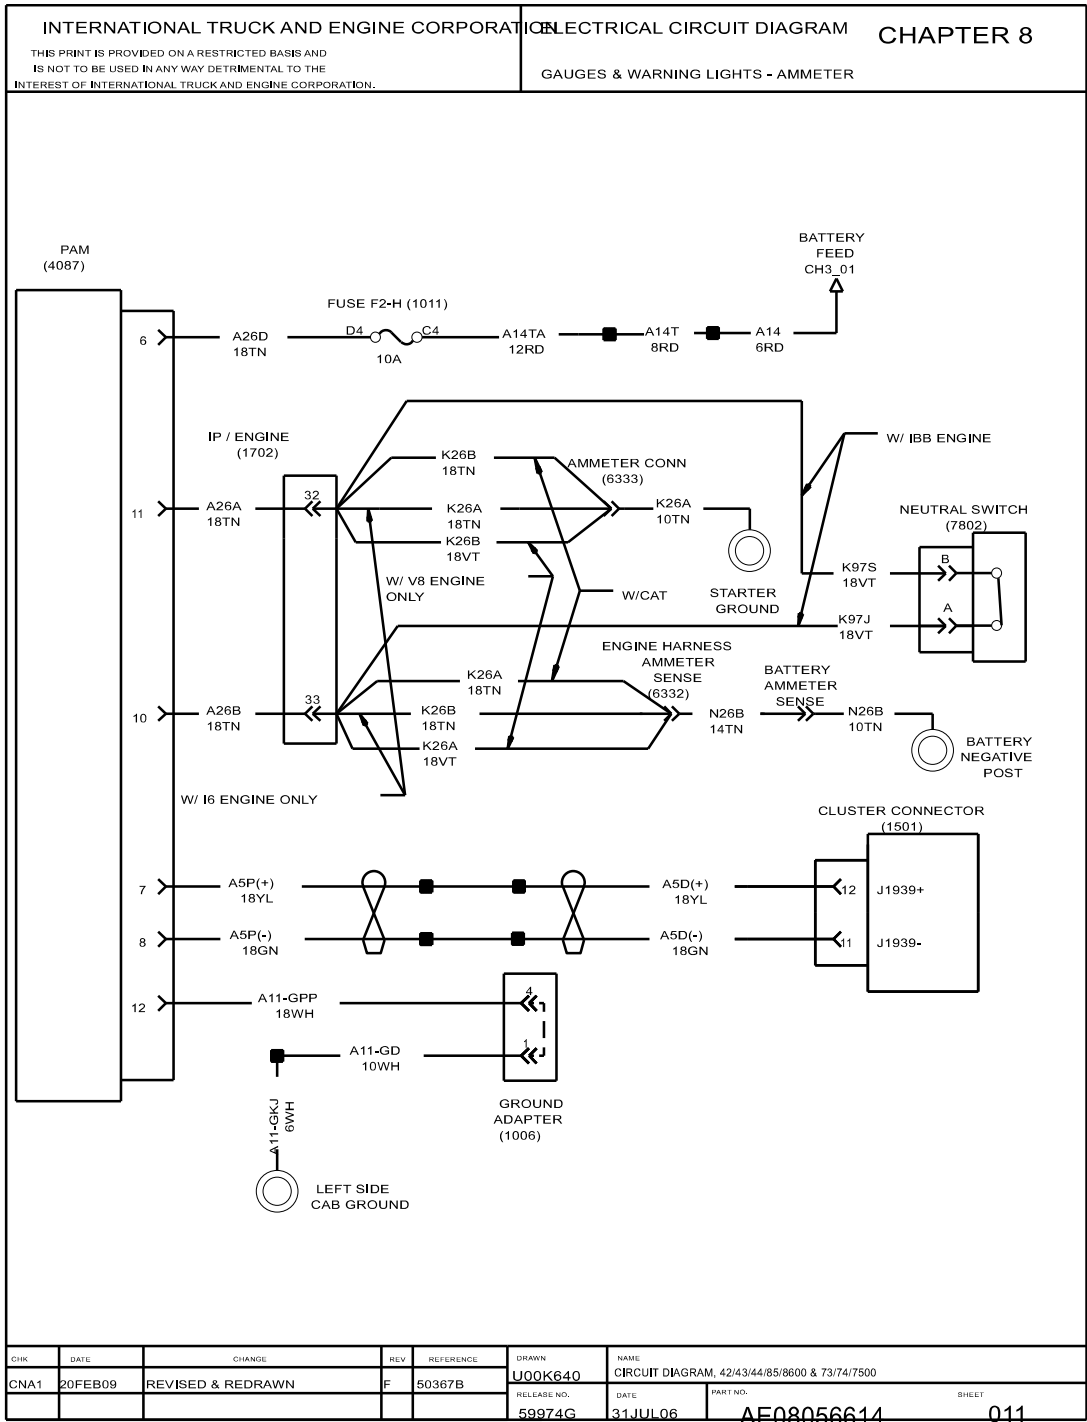 INTERNATIONAL TRUCK AND ENGINE CORPORATION
THIS PRINT IS PROVIDED ON A RESTRICTED BASIS AND
IS NOT TO BE USED IN ANY WAY DETRIMENTAL TO THE
INTEREST OF INTERNATIONAL TRUCK AND ENGINE CORPORATION.
ELECTRICAL CIRCUIT DIAGRAM
CHAPTER 8
GAUGES & WARNING LIGHTS - AMMETER
BATTERY
FEED
CH3_01
PAM
(4087)
FUSE F2-H (1011)
6
A26D
18TN
D4
C4
10A
A14TA
12RD
A14T
8RD
A14
6RD
IP / ENGINE
(1702)
W/ IBB ENGINE
K26B
18TN
AMMETER CONN
(6333)
11
A26A
18TN
32
K26A
18TN
K26A
10TN
NEUTRAL SWITCH
(7802)
K26B
18VT
W/ V8 ENGINE
ONLY
W/CAT
STARTER
GROUND
K97S
18VT
B
K97J
18VT
A
ENGINE HARNESS
AMMETER
SENSE
(6332)
BATTERY
AMMETER
SENSE
K26A
18TN
10
A26B
18TN
33
K26B
18TN
N26B
14TN
N26B
10TN
K26A
18VT
BATTERY
NEGATIVE
POST
W/ I6 ENGINE ONLY
CLUSTER CONNECTOR
(1501)
7
A5P(+)
18YL
A5D(+)
18YL
12
J1939+
8
A5P(-)
18GN
A5D(-)
18GN
11
J1939-
12
A11-GPP
18WH
4
A11-GD
10WH
1
A11-GKJ
6WH
GROUND
ADAPTER
(1006)
LEFT SIDE
CAB GROUND
CHK
DATE
CHANGE
REV
REFERENCE
DRAWN
NAME
CNA1
20FEB09
REVISED & REDRAWN
F
50367B
U00K640
CIRCUIT DIAGRAM, 42/43/44/85/8600 & 73/74/7500
RELEASE NO.
DATE
PART NO.
SHEET
59974G
31JUL06
AE08056614
011